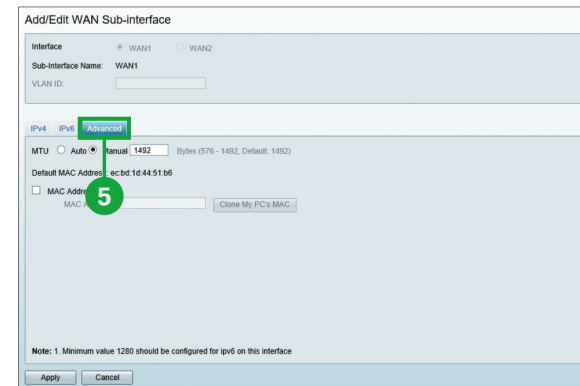 Add/Edit WAN Sub-interface
Interface WAN1 WAN2
Sub-Interface Name: WAN1
VLAN ID:
IPv4 IPv6 Advanced
MTU Auto Manual 1492 Bytes (576 - 1492, Default: 1492)
Default MAC Address: ec:bd:1d:44:51:b6
MAC
5
MAC Clone My PC's MAC
Note: 1. Minimum value 1280 should be configured for ipv6 on this interface
Apply Cancel